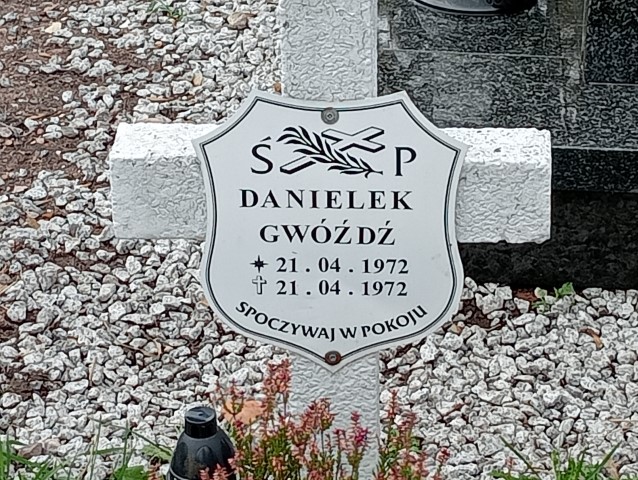 Ś P
DANIELEK
GWÓŹDŹ
21.04.1972
21.04.1972
SPOCZYWAJ W POKOJU